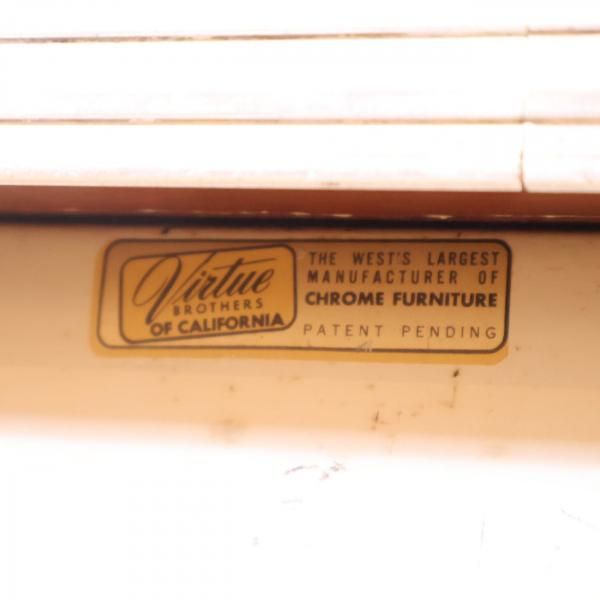 Virtue
BROTHERS
OF CALIFORNIA
THE WEST'S LARGEST
MANUFACTURER OF
CHROME FURNITURE
PATENT PENDING